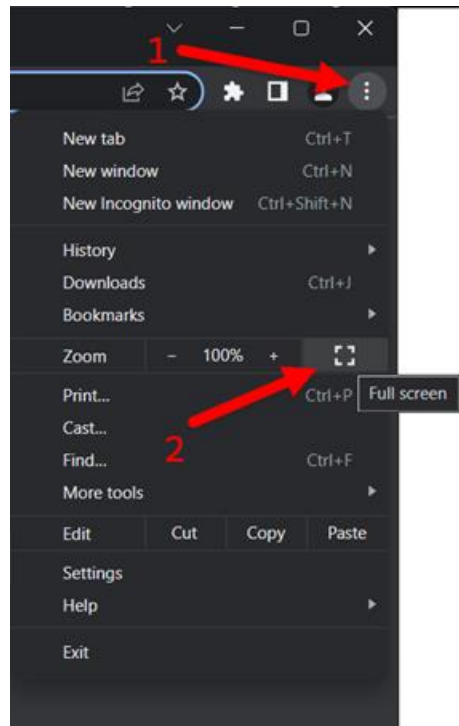 1
New tab Ctrl+T
New window Ctrl+N
New Incognito window Ctrl+Shift+N
History
Downloads Ctrl+J
Bookmarks
Zoom - 100% +
Print... Ctrl+P Full screen
Cast...
2
Find... Ctrl+F
More tools
Edit Cut Copy Paste
Settings
Help
Exit